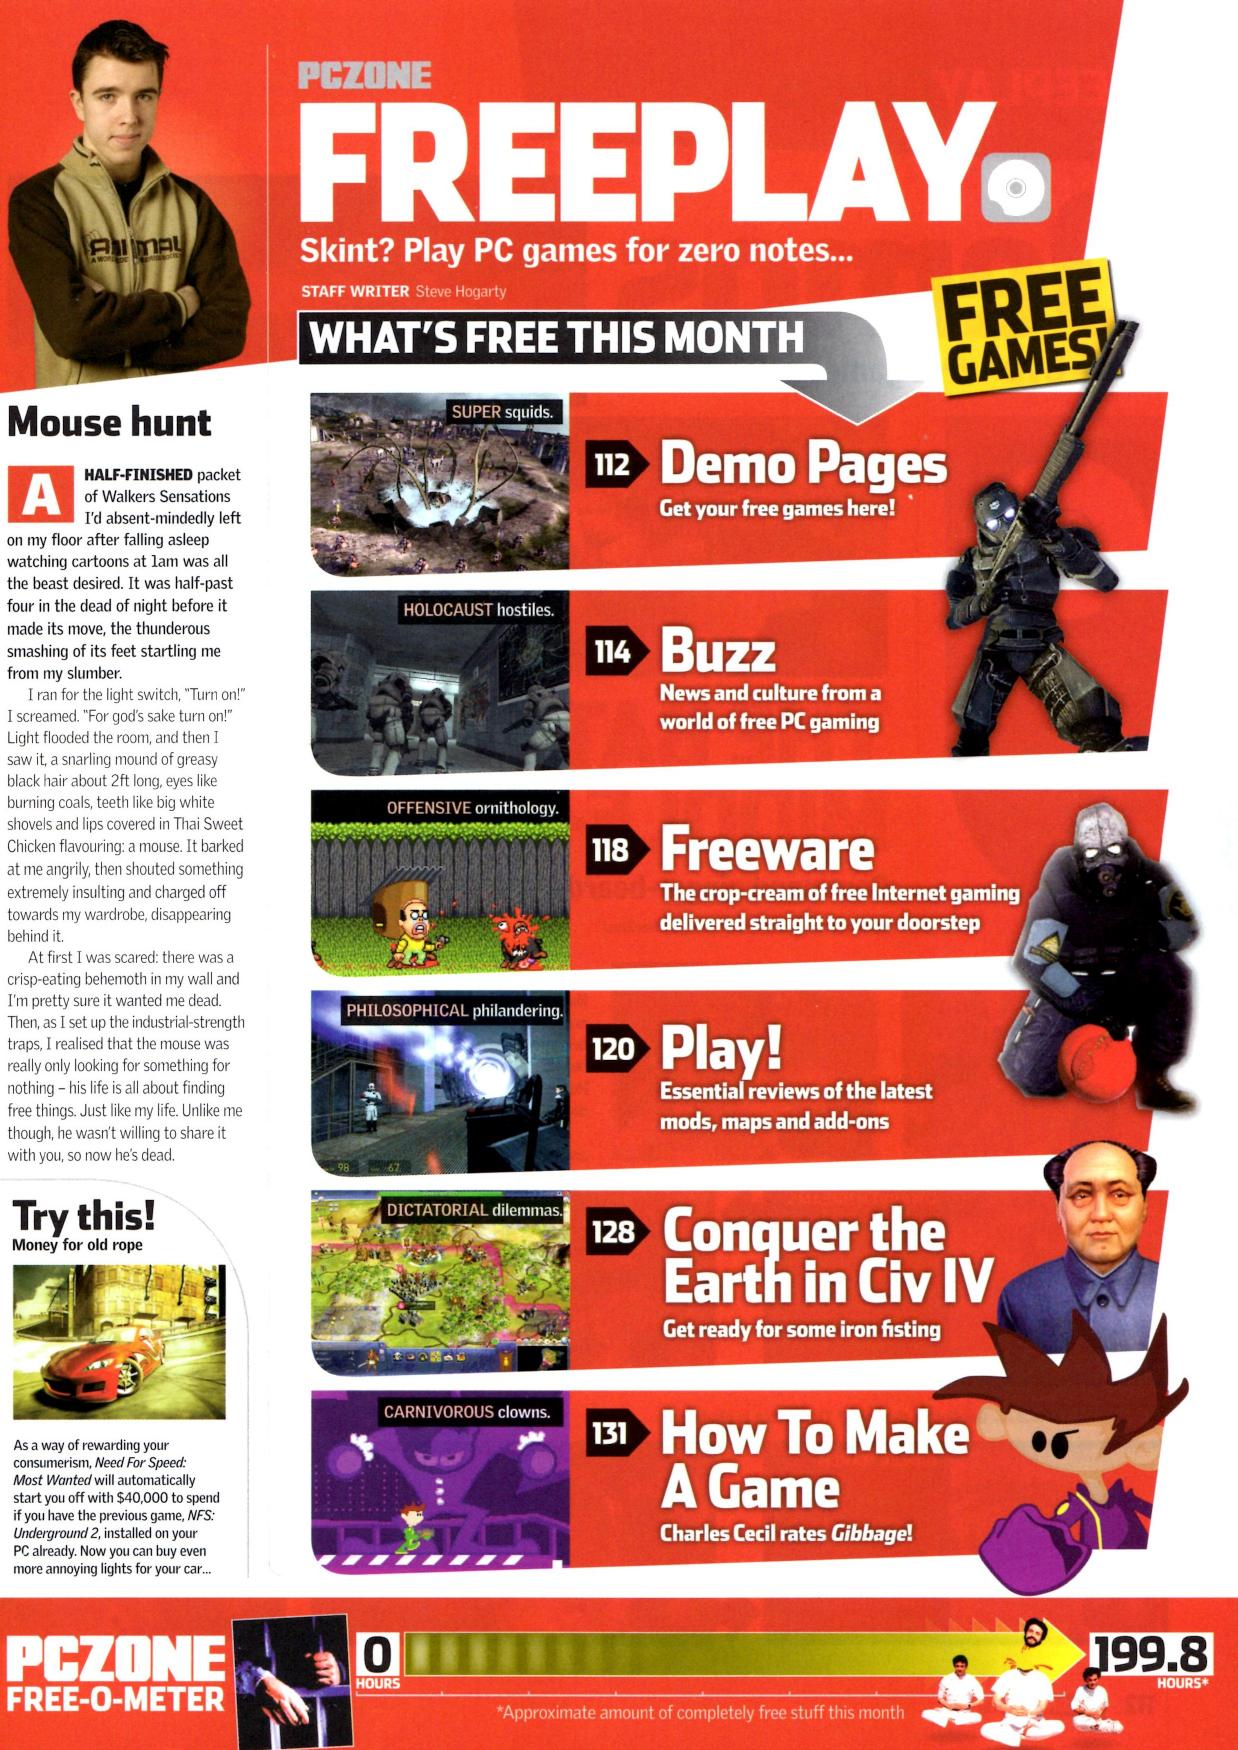 PCZONE
FREEPLAY
Skint? Play PC games for zero notes...
STAFF WRITER Steve Hogarty
WHAT'S FREE THIS MONTH
FREE
GAMES!
ANIMAL
Mouse hunt
A HALF-FINISHED packet
of Walkers Sensations
I'd absent-mindedly left
on my floor after falling asleep
watching cartoons at 1am was all
the beast desired. It was half-past
four in the dead of night before it
made its move, the thunderous
smashing of its feet startling me
from my slumber.
I ran for the light switch, "Turn on!"
I screamed. "For god's sake turn on!"
Light flooded the room, and then I
saw it, a snarling mound of greasy
black hair about 2ft long, eyes like
burning coals, teeth like big white
shovels and lips covered in Thai Sweet
Chicken flavouring: a mouse. It barked
at me angrily, then shouted something
extremely insulting and charged off
towards my wardrobe, disappearing
behind it.
At first I was scared: there was a
crisp-eating behemoth in my wall and
I'm pretty sure it wanted me dead.
Then, as I set up the industrial-strength
traps, I realised that the mouse was
really only looking for something for
nothing – his life is all about finding
free things. Just like my life. Unlike me
though, he wasn't willing to share it
with you, so now he's dead.
Try this!
Money for old rope
As a way of rewarding your
consumerism, Need For Speed:
Most Wanted will automatically
start you off with $40,000 to spend
if you have the previous game, NFS:
Underground 2, installed on your
PC already. Now you can buy even
more annoying lights for your car...
SUPER squids.
112 Demo Pages
Get your free games here!
HOLOCAUST hostiles.
114 Buzz
News and culture from a
world of free PC gaming
OFFENSIVE ornithology.
118 Freeware
The crop-cream of free Internet gaming
delivered straight to your doorstep
PHILOSOPHICAL philandering.
98 67
120 Play!
Essential reviews of the latest
mods, maps and add-ons
DICTATORIAL dilemmas.
128 Conquer the
Earth in Civ IV
Get ready for some iron fisting
CARNIVOROUS clowns.
131 How To Make
A Game
Charles Cecil rates Gibbage!
PCZONE
FREE-O-METER
0
HOURS
199.8
HOURS*
*Approximate amount of completely free stuff this month